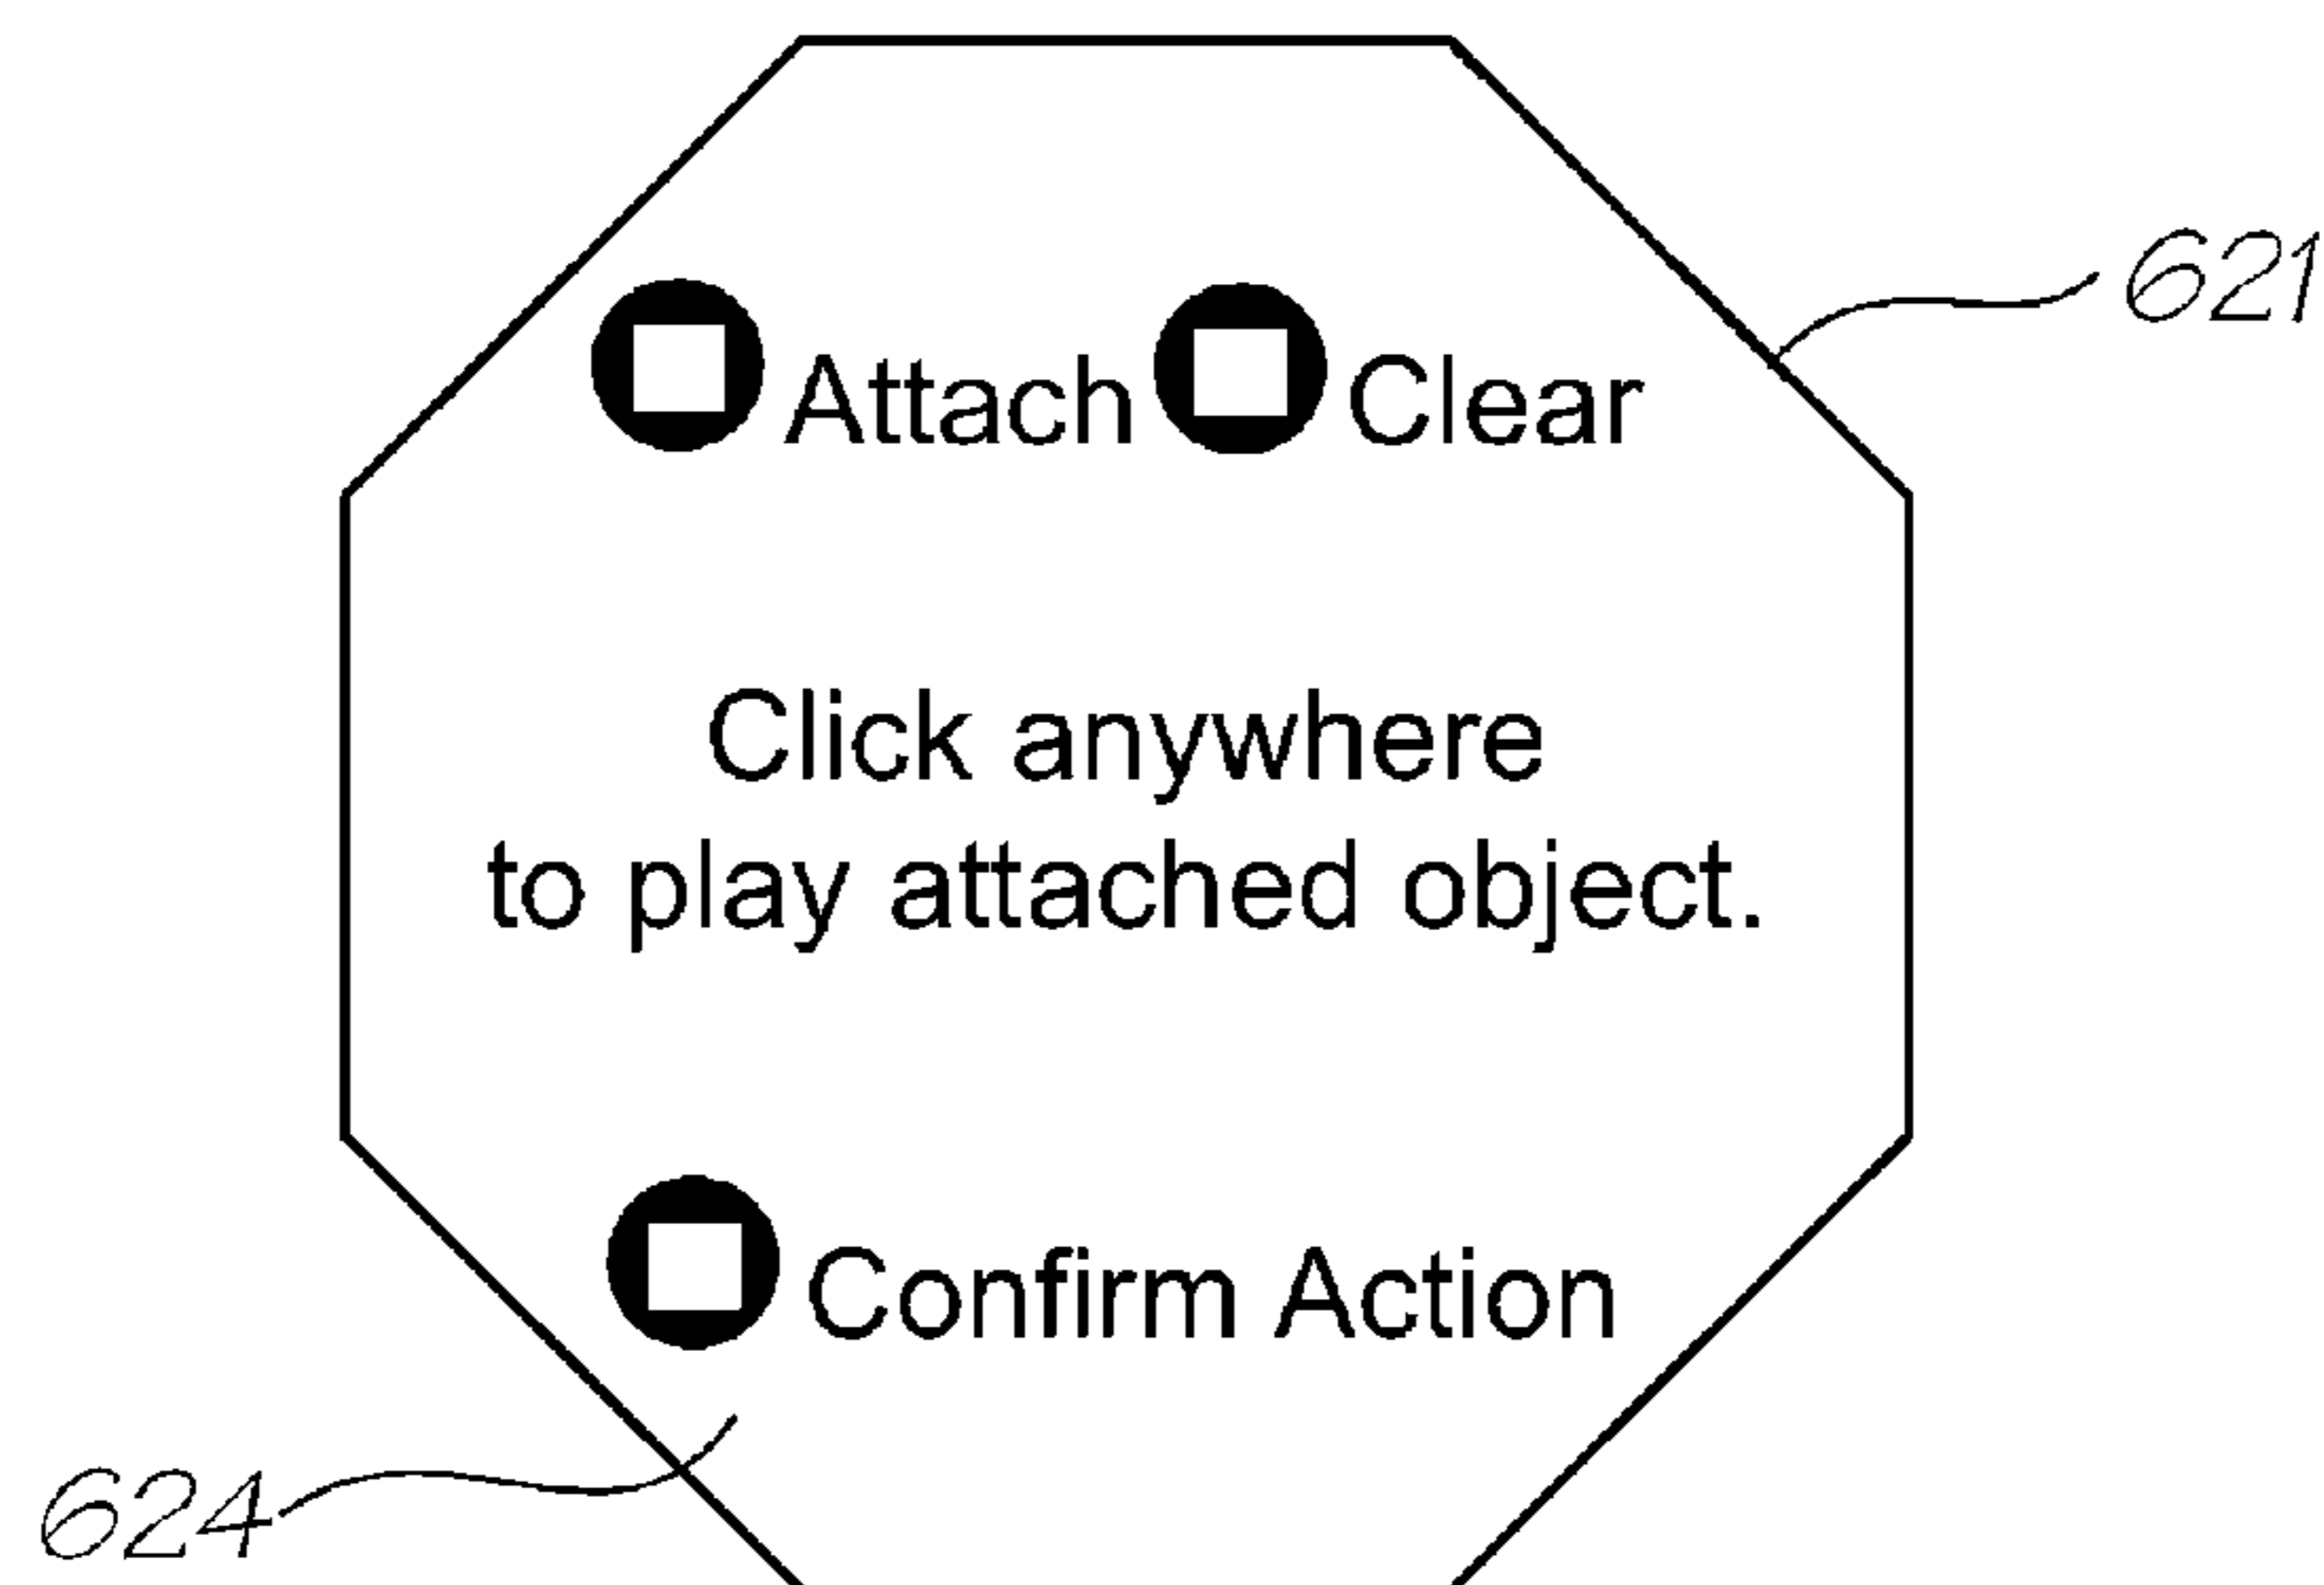 621
Attach Clear
Click anywhere
to play attached object.
Confirm Action
624